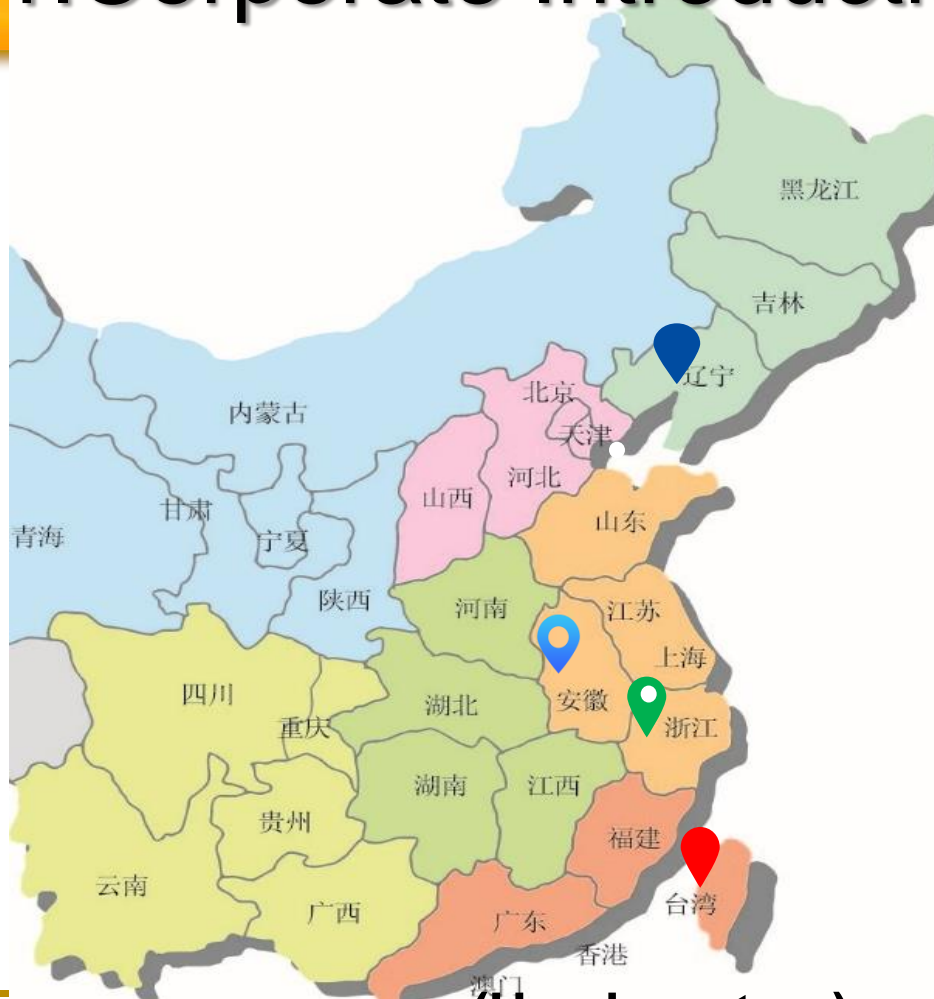 Corporate Introducti
黑龙江
吉林
辽宁
北京
内蒙古
天津
河北
山西
甘肃
山东
青海
宁夏
陕西
河南
江苏
上海
四川
安徽
湖北
重庆
浙江
湖南
江西
贵州
福建
云南
台湾
广西
广东
香港
澳门